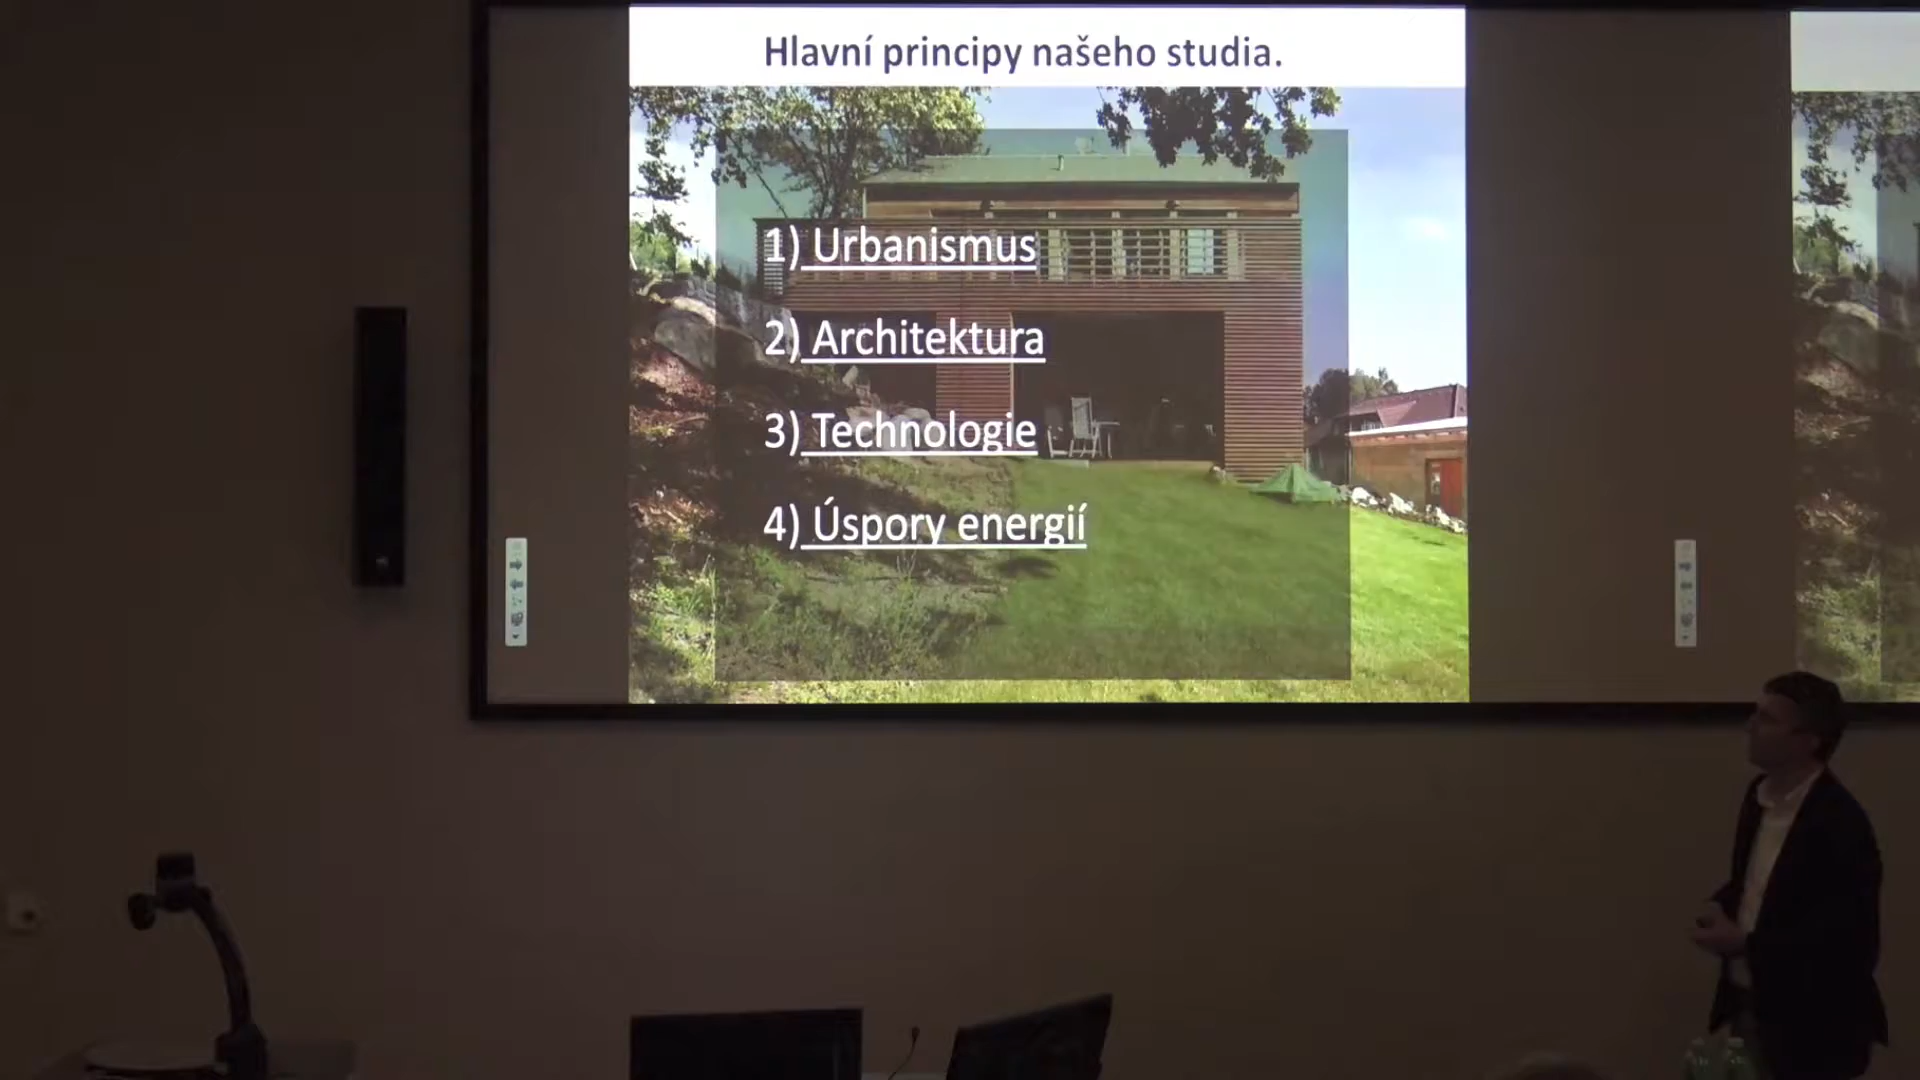 Hlavní principy našeho studia.
1) Urbanismus
2) Architektura
3) Technologie
4) Úspory energií